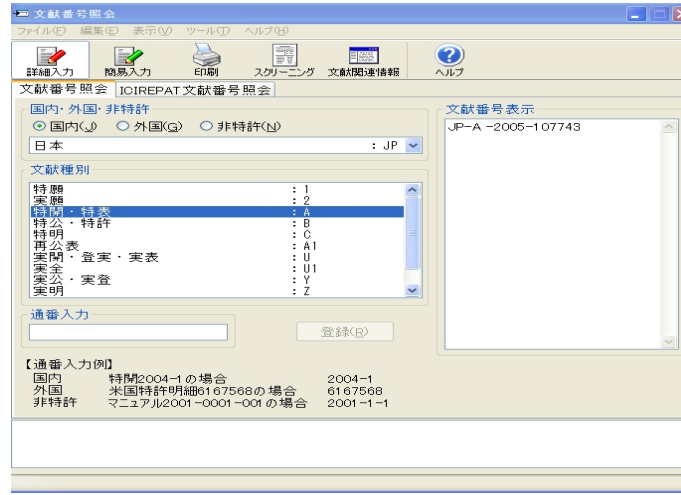 文献番号照会
ファイル(F) 編集(E) 表示(V) ツール(T) ヘルプ(H)
詳細入力 簡易入力 印刷 スクリーニング 文献関連情報 ヘルプ
文献番号照会 ICIREPAT文献番号照会
国内・外国・非特許
国内(J) 外国(G) 非特許(N)
日本 : JP
文献種別
特願 : 1
実願 : 2
特開・特表 : A
特公・特許 : B
特明 : C
再公表 : A1
実開・登実・実表 : U
実全 : U1
実公・実登 : Y
実明 : Z
通番入力
登録(R)
【通番入力例】
国内 特開2004-1の場合 2004-1
外国 米国特許明細6167568の場合 6167568
非特許 マニュアル2001-0001-001の場合 2001-1-1
文献番号表示
JP-A -2005-107743